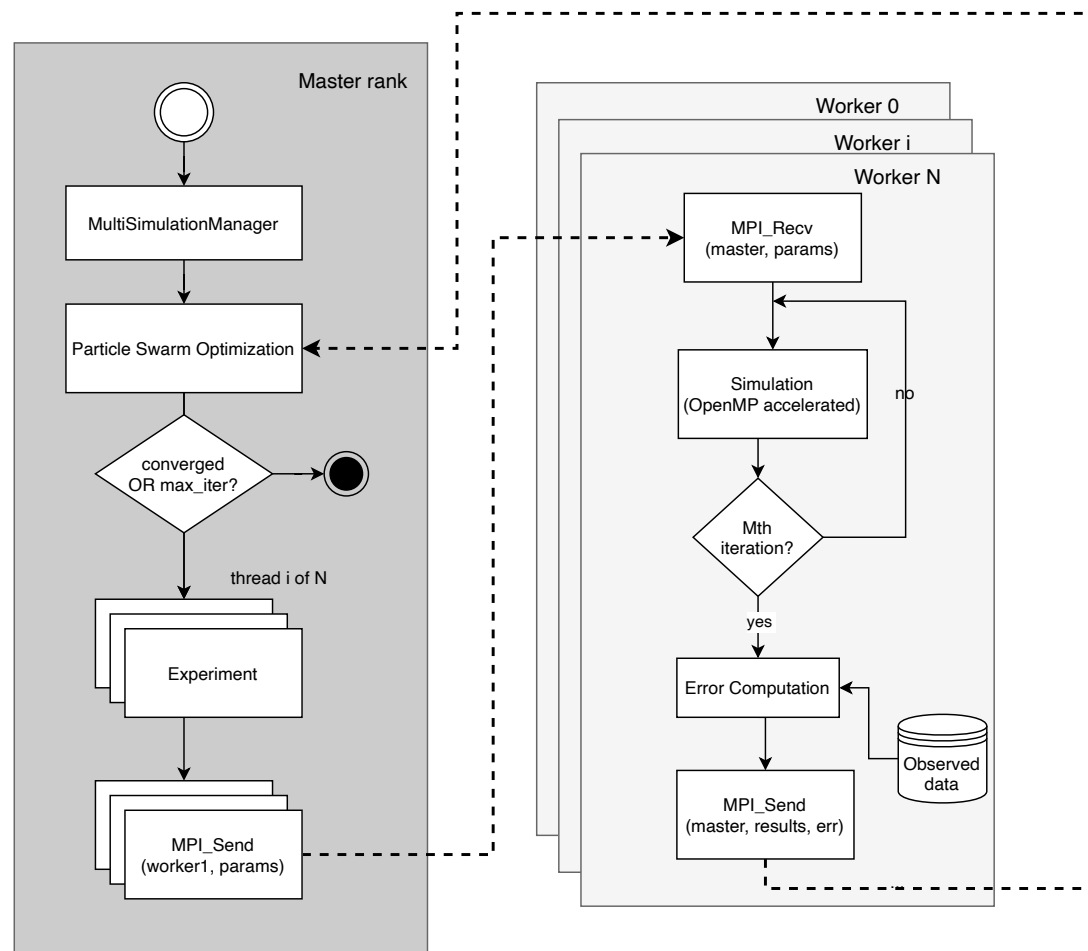 Master rank
MultiSimulationManager
Particle Swarm Optimization
converged
OR max_iter?
thread i of N
Experiment
MPI_Send
(worker1, params)
Worker 0
Worker i
Worker N
MPI_Recv
(master, params)
Simulation
(OpenMP accelerated)
no
Mth
iteration?
yes
Error Computation
Observed
data
MPI_Send
(master, results, err)